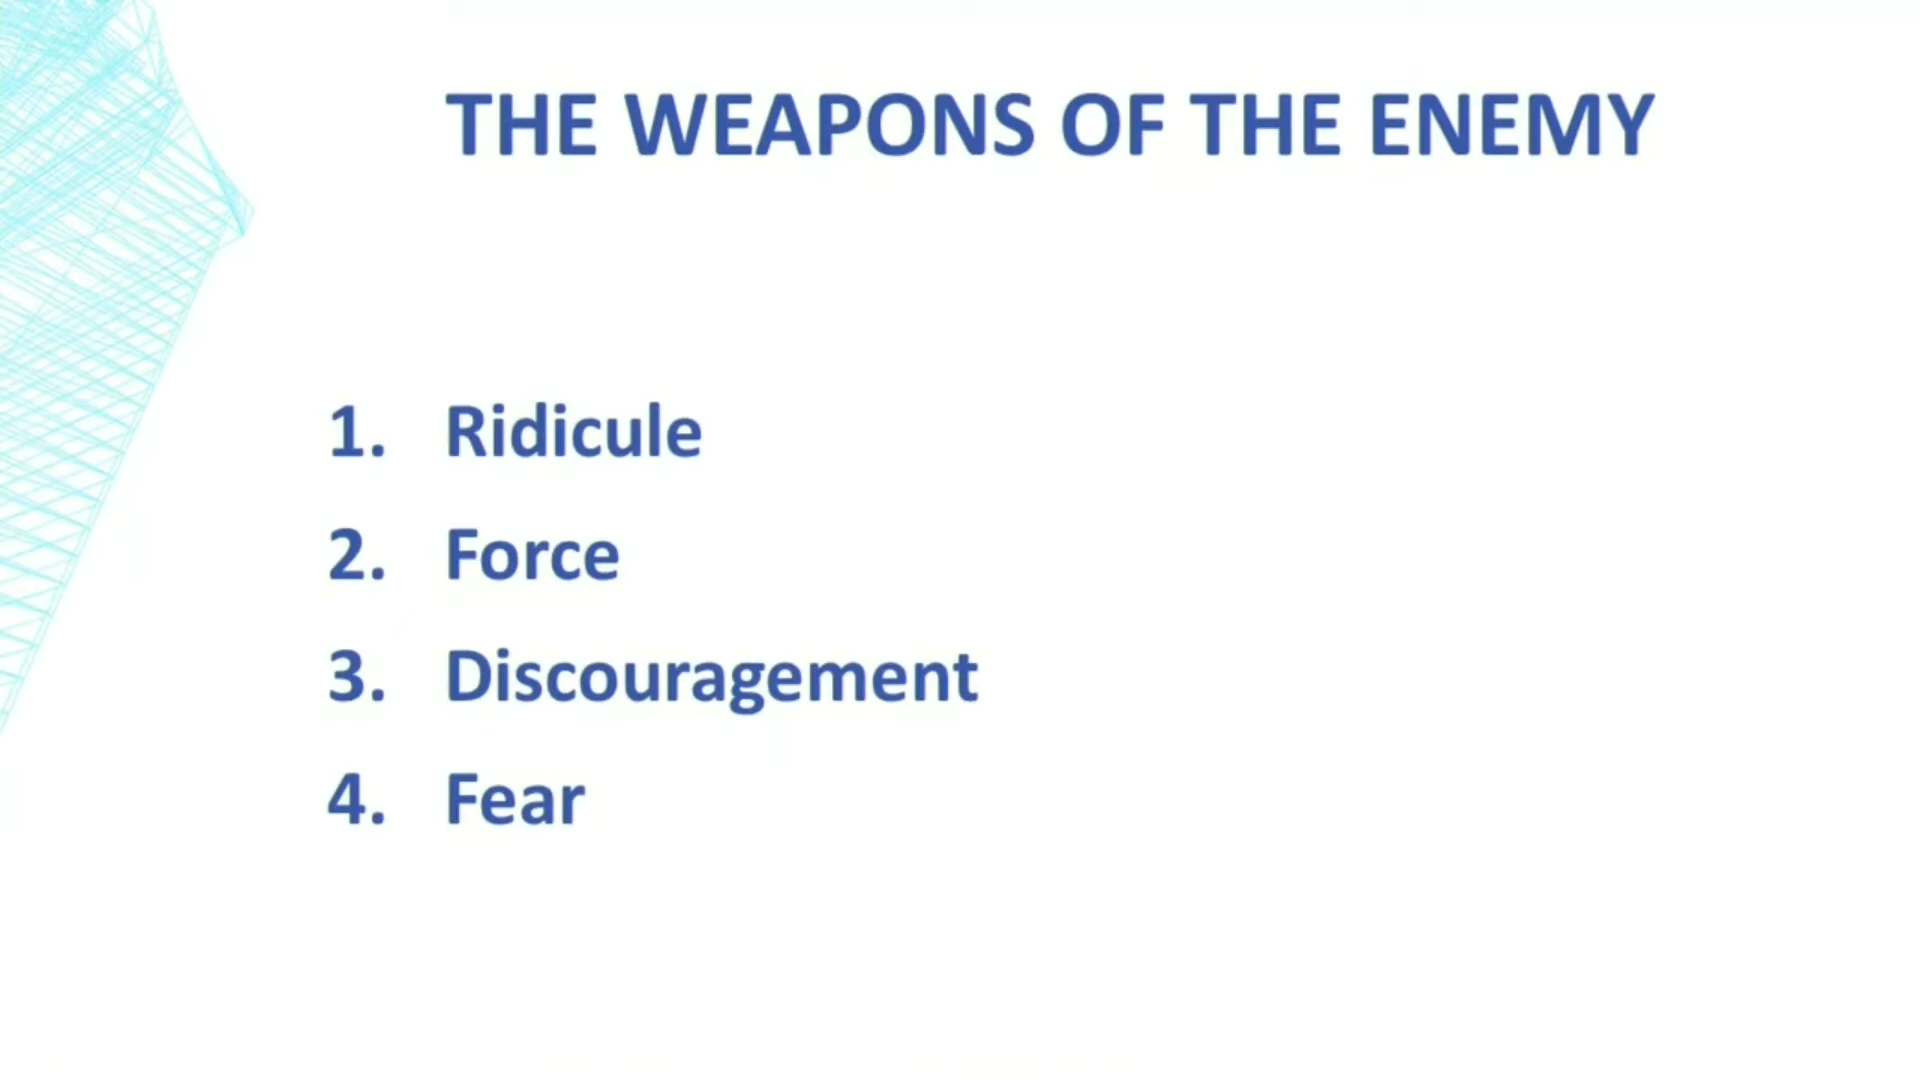 THE WEAPONS OF THE ENEMY
1. Ridicule
2. Force
3. Discouragement
4. Fear